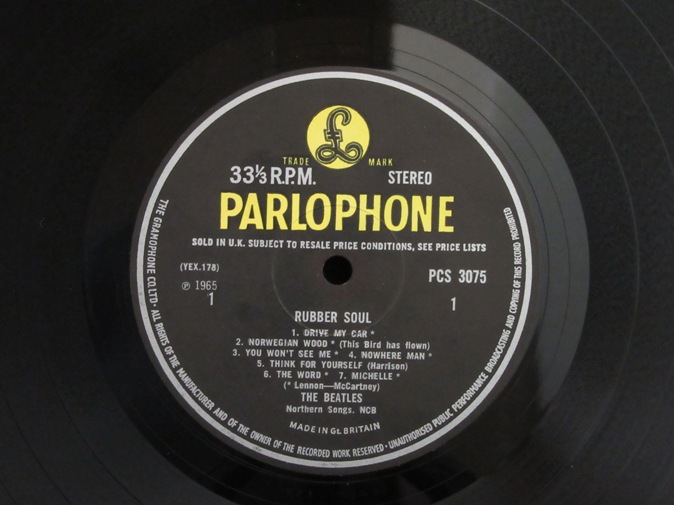 £
TRADE MARK
33⅓ R.P.M. STEREO
PARLOPHONE
SOLD IN U.K. SUBJECT TO RESALE PRICE CONDITIONS, SEE PRICE LISTS
(YEX.178) PCS 3075
℗ 1965
1 1
RUBBER SOUL
1. DRIVE MY CAR *
2. NORWEGIAN WOOD * (This Bird has flown)
3. YOU WON'T SEE ME * 4. NOWHERE MAN *
5. THINK FOR YOURSELF (Harrison)
6. THE WORD * 7. MICHELLE *
(* Lennon—McCartney)
THE BEATLES
Northern Songs. NCB
MADE IN Gt. BRITAIN
THE GRAMOPHONE CO. LTD · ALL RIGHTS OF THE MANUFACTURER AND OF THE OWNER OF THE RECORDED WORK RESERVED · UNAUTHORISED PUBLIC PERFORMANCE BROADCASTING AND COPYING OF THIS RECORD PROHIBITED